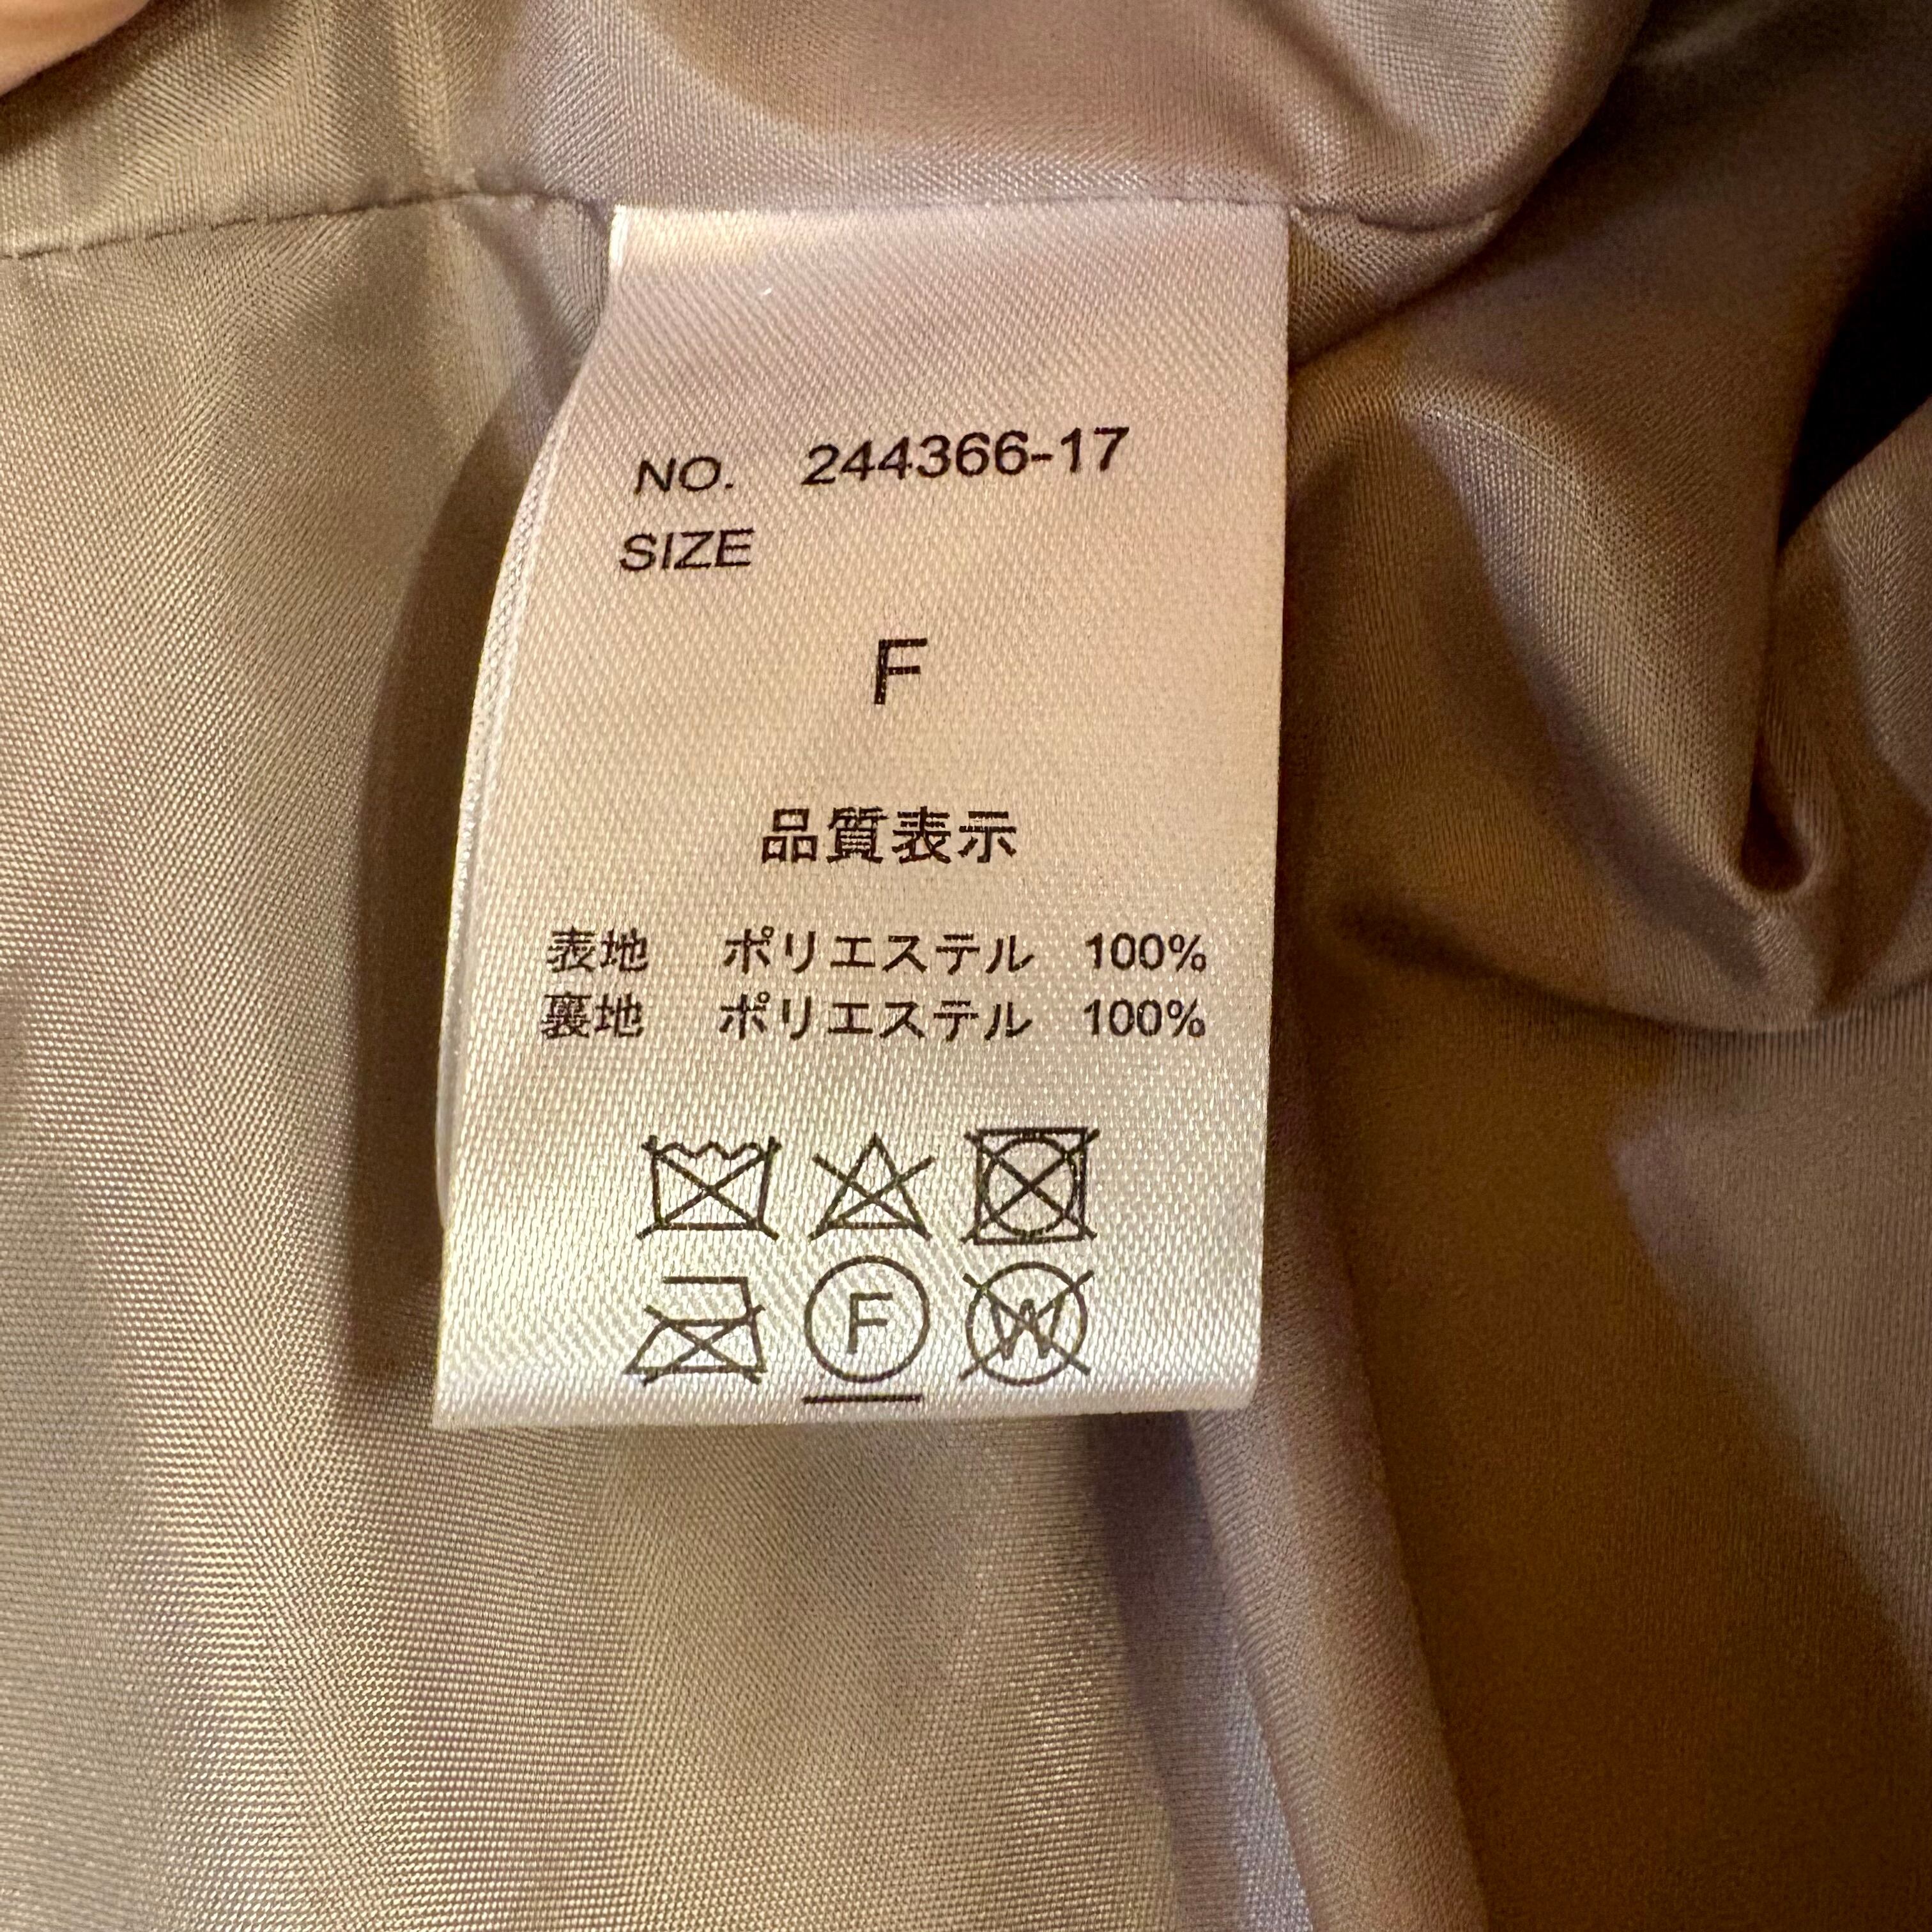 NO. 244366-17
SIZE
F
品質表示
表地 ポリエステル 100%
裏地 ポリエステル 100%
F W